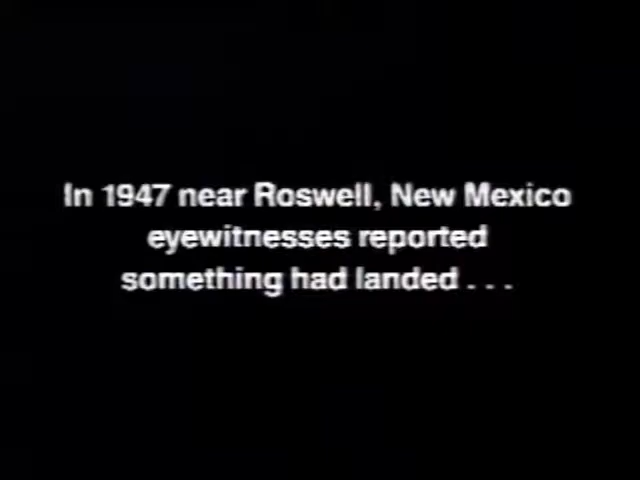 In 1947 near Roswell, New Mexico
eyewitnesses reported
something had landed . . .